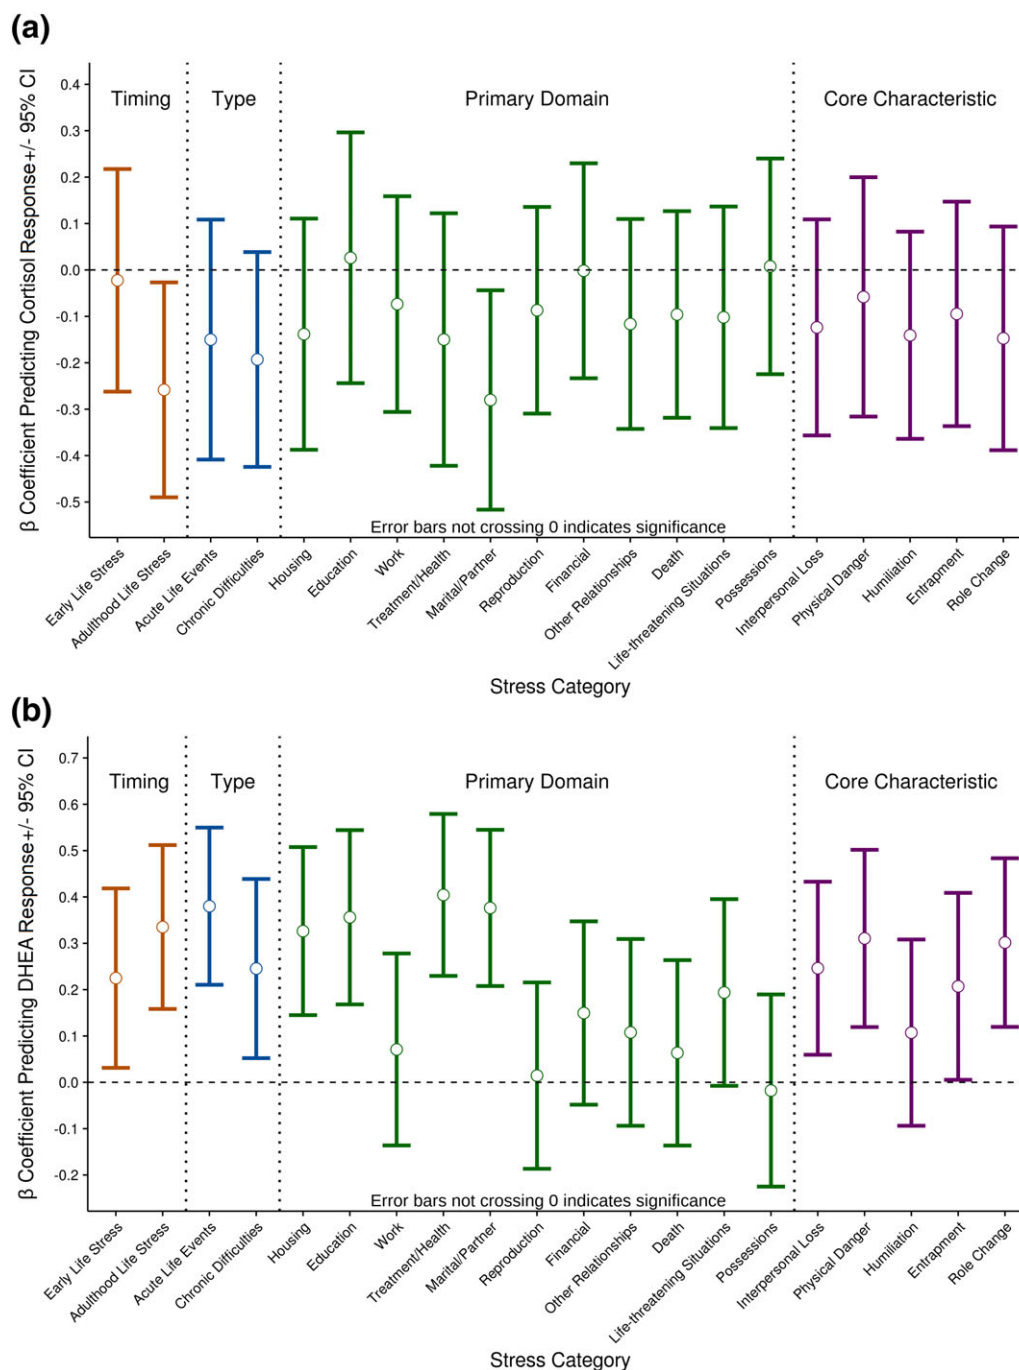 (a)
β Coefficient Predicting Cortisol Response+/- 95% CI
Timing
Type
Primary Domain
Core Characteristic
0.4
0.3
0.2
0.1
0.0
-0.1
-0.2
-0.3
-0.4
-0.5
Error bars not crossing 0 indicates significance
Early Life Stress
Adulthood Life Stress
Acute Life Events
Chronic Difficulties
Housing
Education
Work
Treatment/Health
Marital/Partner
Reproduction
Financial
Other Relationships
Death
Life-threatening Situations
Possessions
Interpersonal Loss
Physical Danger
Humiliation
Entrapment
Role Change
Stress Category
(b)
β Coefficient Predicting DHEA Response+/- 95% CI
Timing
Type
Primary Domain
Core Characteristic
0.7
0.6
0.5
0.4
0.3
0.2
0.1
0.0
-0.1
-0.2
Error bars not crossing 0 indicates significance
Early Life Stress
Adulthood Life Stress
Acute Life Events
Chronic Difficulties
Housing
Education
Work
Treatment/Health
Marital/Partner
Reproduction
Financial
Other Relationships
Death
Life-threatening Situations
Possessions
Interpersonal Loss
Physical Danger
Humiliation
Entrapment
Role Change
Stress Category